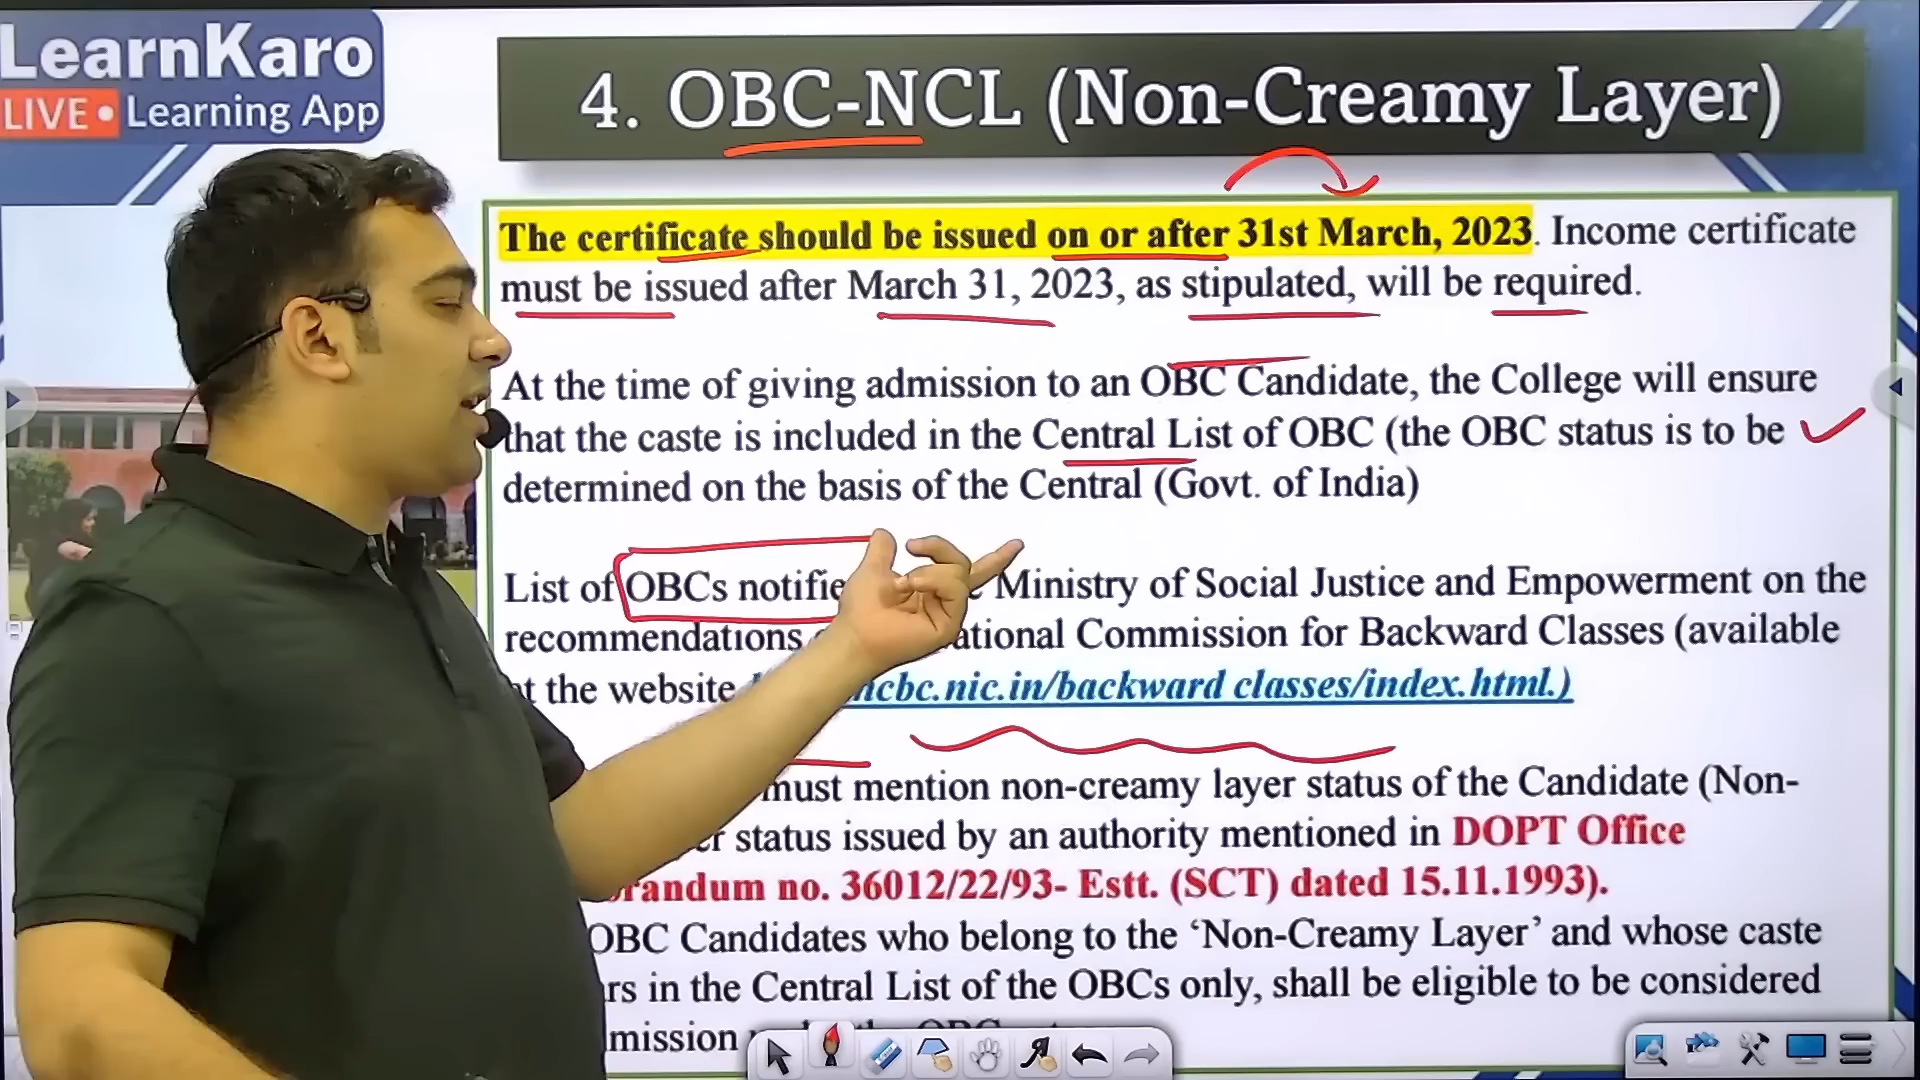 LearnKaro
LIVE • Learning App
4. OBC-NCL (Non-Creamy Layer)
The certificate should be issued on or after 31st March, 2023. Income certificate
must be issued after March 31, 2023, as stipulated, will be required.
At the time of giving admission to an OBC Candidate, the College will ensure
that the caste is included in the Central List of OBC (the OBC status is to be
determined on the basis of the Central (Govt. of India)
List of OBCs notifie Ministry of Social Justice and Empowerment on the
recommendations ational Commission for Backward Classes (available
at the website ncbc.nic.in/backward classes/index.html.)
must mention non-creamy layer status of the Candidate (Non-
er status issued by an authority mentioned in DOPT Office
randum no. 36012/22/93- Estt. (SCT) dated 15.11.1993).
OBC Candidates who belong to the ‘Non-Creamy Layer’ and whose caste
rs in the Central List of the OBCs only, shall be eligible to be considered
mission